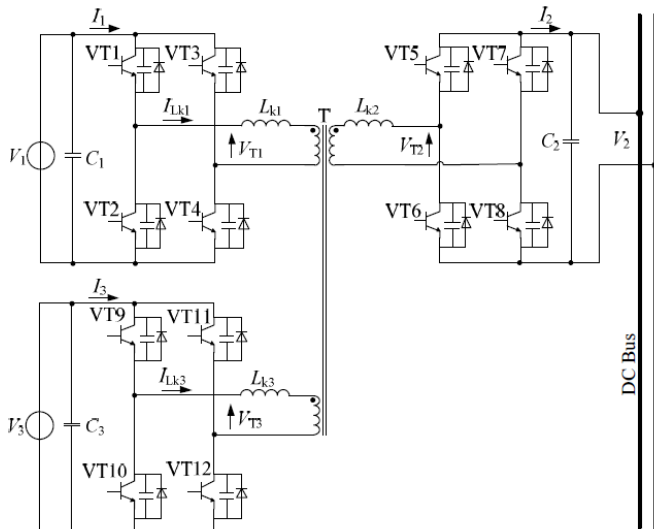 I1
I2
VT1
VT3
VT5
VT7
ILk1
Lk1
T
Lk2
V1
C1
VT1
VT2
C2
V2
VT2
VT4
VT6
VT8
I3
VT9
VT11
ILk3
Lk3
V3
C3
VT3
VT10
VT12
DC Bus